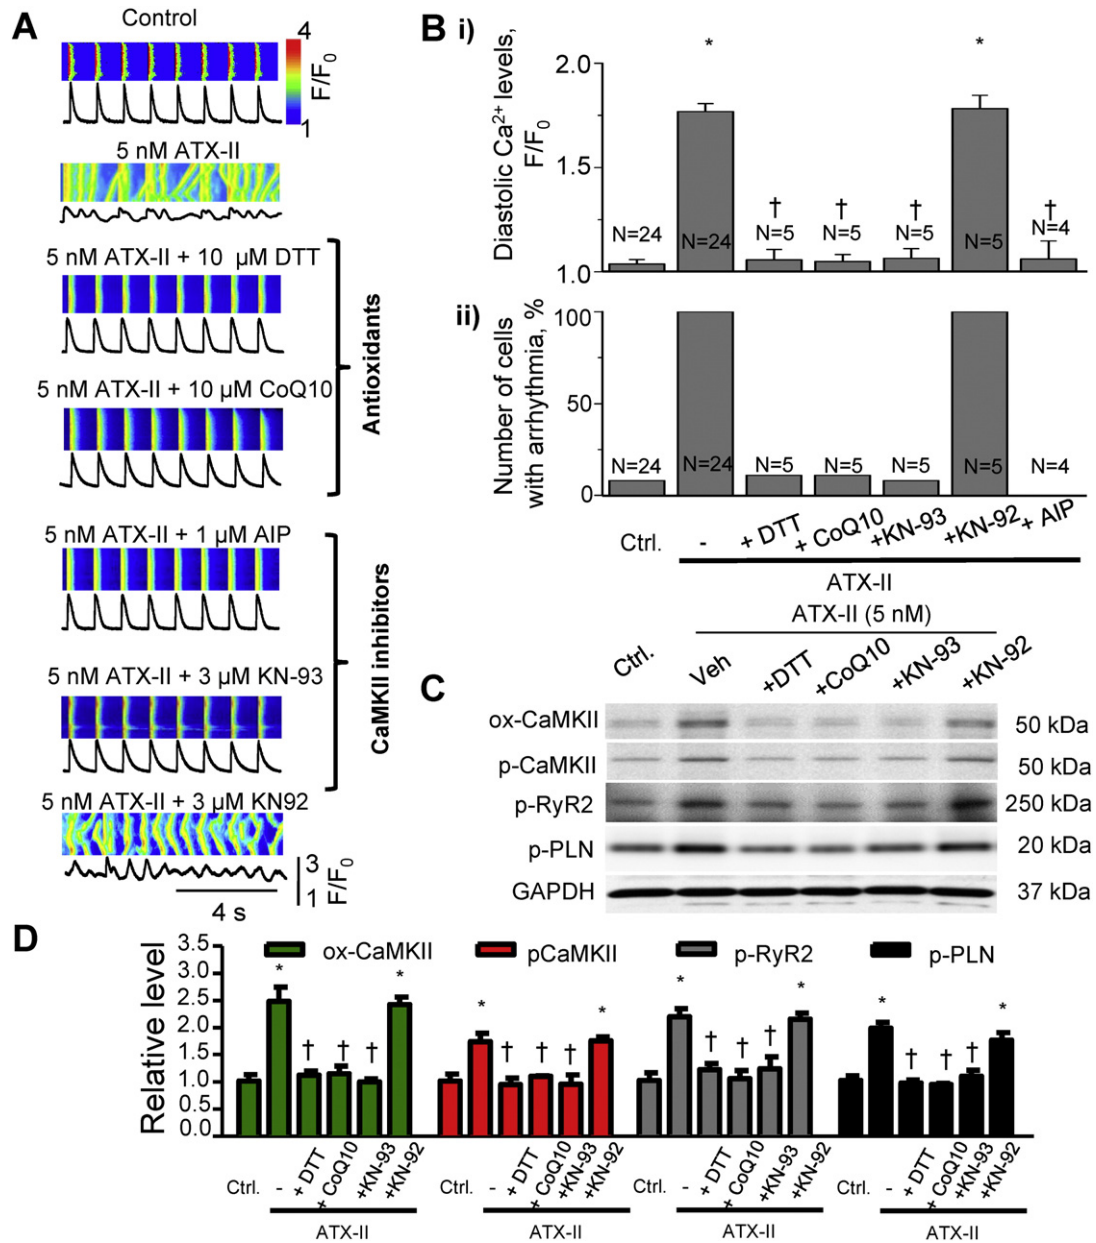 A
Control
4
F/F0
1
5 nM ATX-II
5 nM ATX-II + 10 µM DTT
5 nM ATX-II + 10 µM CoQ10
Antioxidants
5 nM ATX-II + 1 µM AIP
5 nM ATX-II + 3 µM KN-93
CaMKII inhibitors
5 nM ATX-II + 3 µM KN92
3
1
F/F0
4 s
B i)
Diastolic Ca2+ levels,
F/F0
2.0
1.5
1.0
* *
† † † †
N=24 N=24 N=5 N=5 N=5 N=5 N=4
ii)
Number of cells
with arrhythmia, %
100
50
0
N=24 N=24 N=5 N=5 N=5 N=5 N=4
Ctrl. - + DTT + CoQ10 +KN-93 +KN-92 + AIP
ATX-II
C
ATX-II (5 nM)
Ctrl. Veh +DTT +CoQ10 +KN-93 +KN-92
ox-CaMKII 50 kDa
p-CaMKII 50 kDa
p-RyR2 250 kDa
p-PLN 20 kDa
GAPDH 37 kDa
D
Relative level
3.5
3.0
2.5
2.0
1.5
1.0
0.5
0.0
ox-CaMKII pCaMKII p-RyR2 p-PLN
* † † † * * † † † * * † † † * * † † † *
Ctrl. - + DTT + CoQ10 +KN-93 +KN-92 Ctrl. - + DTT + CoQ10 +KN-93 +KN-92 Ctrl. - + DTT + CoQ10 +KN-93 +KN-92 Ctrl. - + DTT + CoQ10 +KN-93 +KN-92
ATX-II ATX-II ATX-II ATX-II